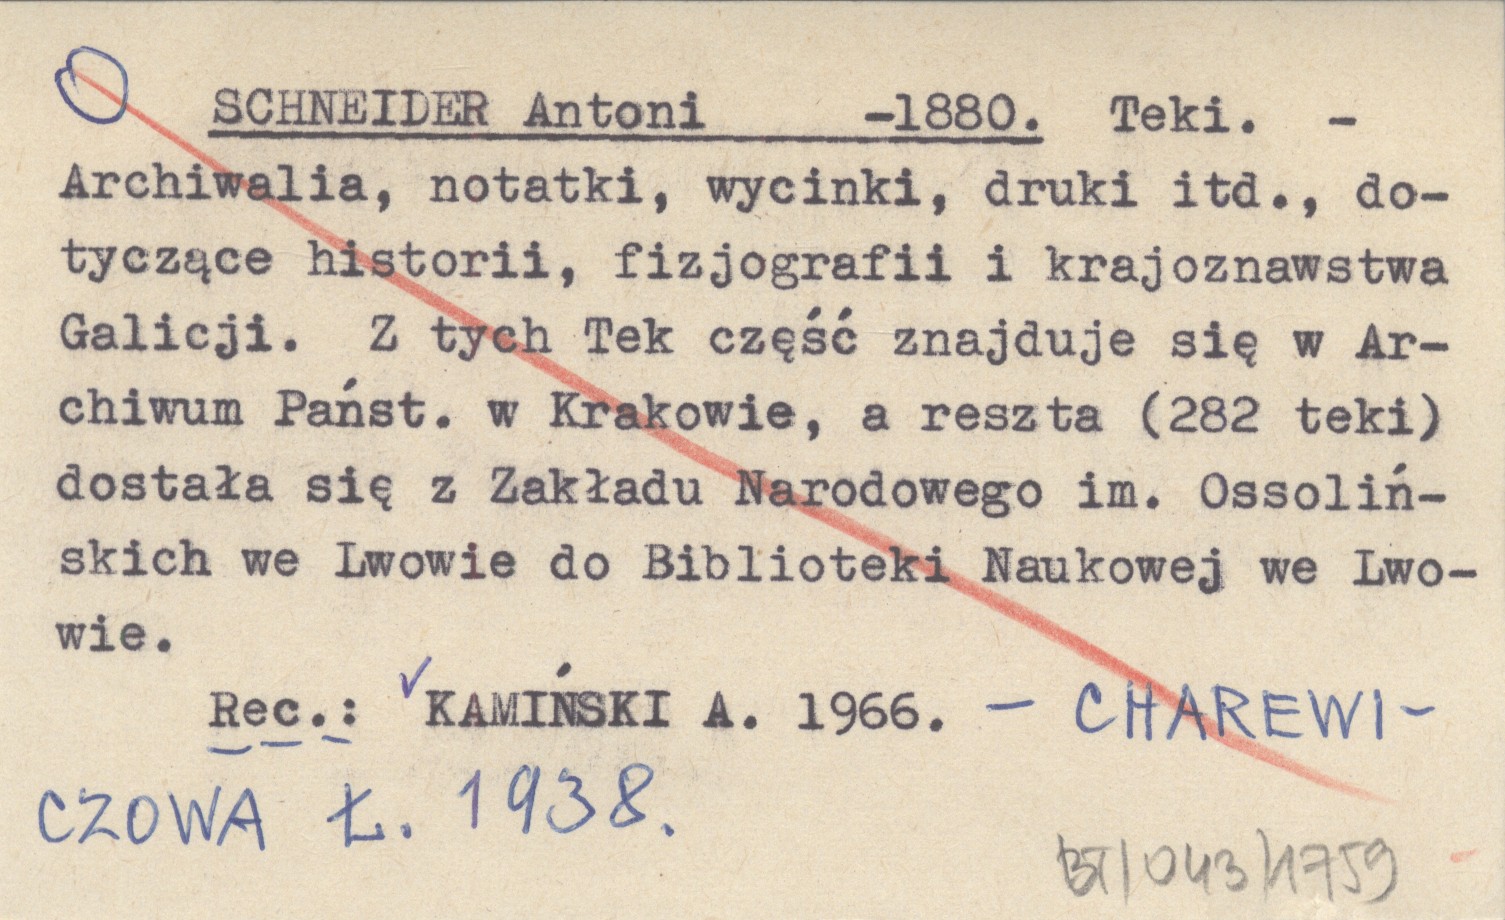 SCHNEIDER Antoni -1880. Teki. -
Archiwalia, notatki, wycinki, druki itd., do-
tyczące historii, fizjografii i krajoznawstwa
Galicji. Z tych Tek część znajduje się w Ar-
chiwum Państ. w Krakowie, a reszta (282 teki)
dostała się z Zakładu Narodowego im. Ossoliń-
skich we Lwowie do Biblioteki Naukowej we Lwo-
wie.
Rec.: KAMIŃSKI A. 1966. - CHAREWI-
CZOWA Ł. 1938.
BT/043/1759